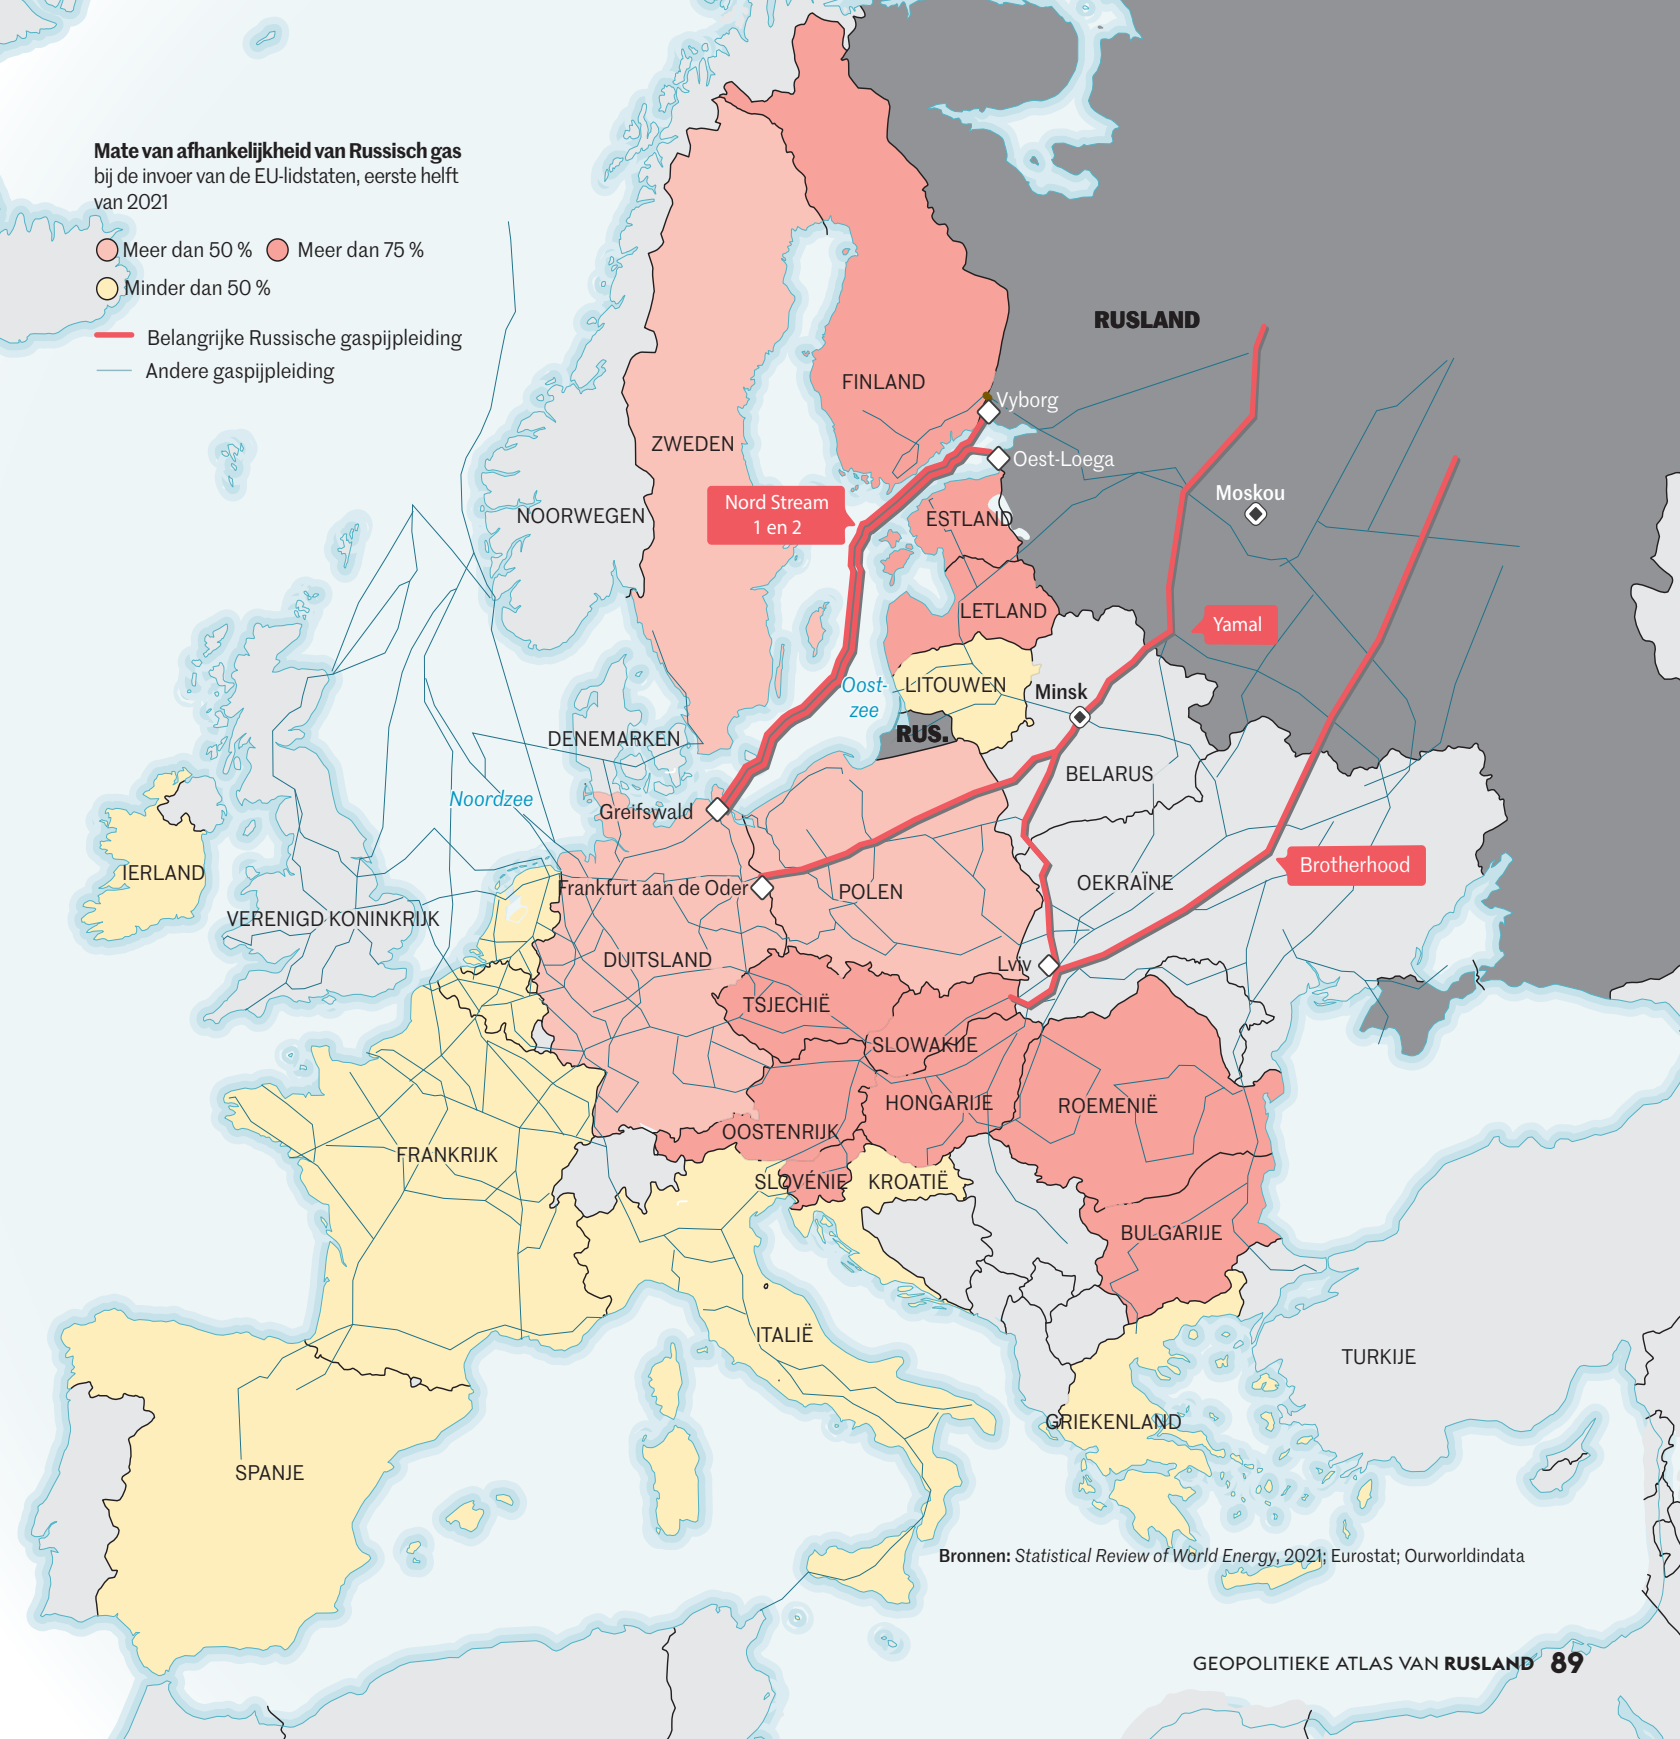 Mate van afhankelijkheid van Russisch gas
bij de invoer van de EU-lidstaten, eerste helft
van 2021
Meer dan 50 % Meer dan 75 %
Minder dan 50 %
Belangrijke Russische gaspijpleiding
Andere gaspijpleiding
RUSLAND
FINLAND
Vyborg
ZWEDEN
Oest-Loega
Moskou
Nord Stream
1 en 2
NOORWEGEN
ESTLAND
LETLAND
Yamal
Oost-
zee
LITOUWEN
Minsk
RUS.
DENEMARKEN
BELARUS
Noordzee
Greifswald
IERLAND
Brotherhood
Frankfurt aan de Oder
POLEN
OEKRAÏNE
VERENIGD KONINKRIJK
DUITSLAND
Lviv
TSJECHIË
SLOWAKIJE
HONGARIJE
ROEMENIË
OOSTENRIJK
FRANKRIJK
SLOVÉNIE
KROATIË
BULGARIJE
ITALIË
TURKIJE
GRIEKENLAND
SPANJE
Bronnen: Statistical Review of World Energy, 2021; Eurostat; Ourworldindata
GEOPOLITIEKE ATLAS VAN RUSLAND 89